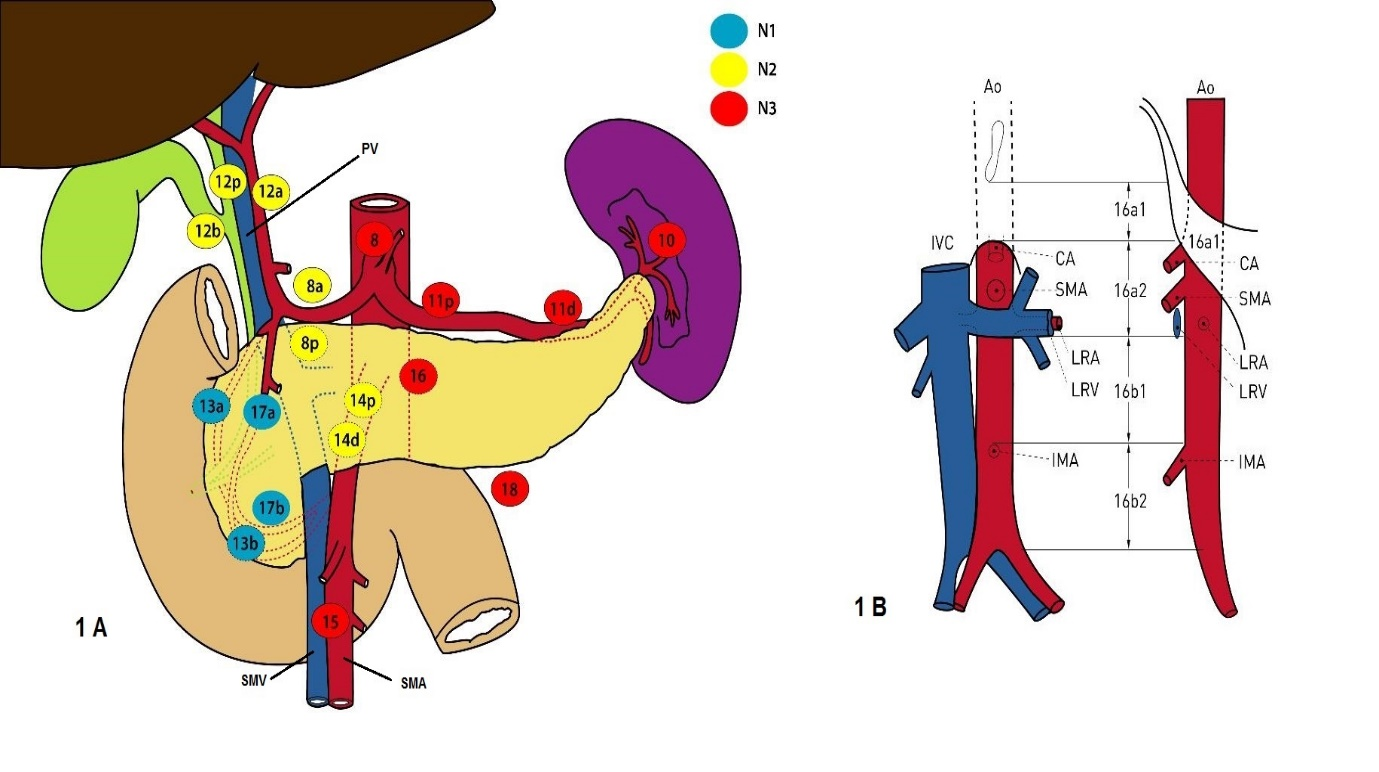 N1
N2
N3
PV
12p
12a
12b
8
10
8a
11p
11d
8p
16
13a
17a
14p
14d
18
17b
13b
15
SMV
SMA
1 A
Ao
Ao
16a1
IVC
16a1
CA
CA
16a2
SMA
SMA
LRA
LRA
LRV
16b1
LRV
IMA
IMA
16b2
1 B